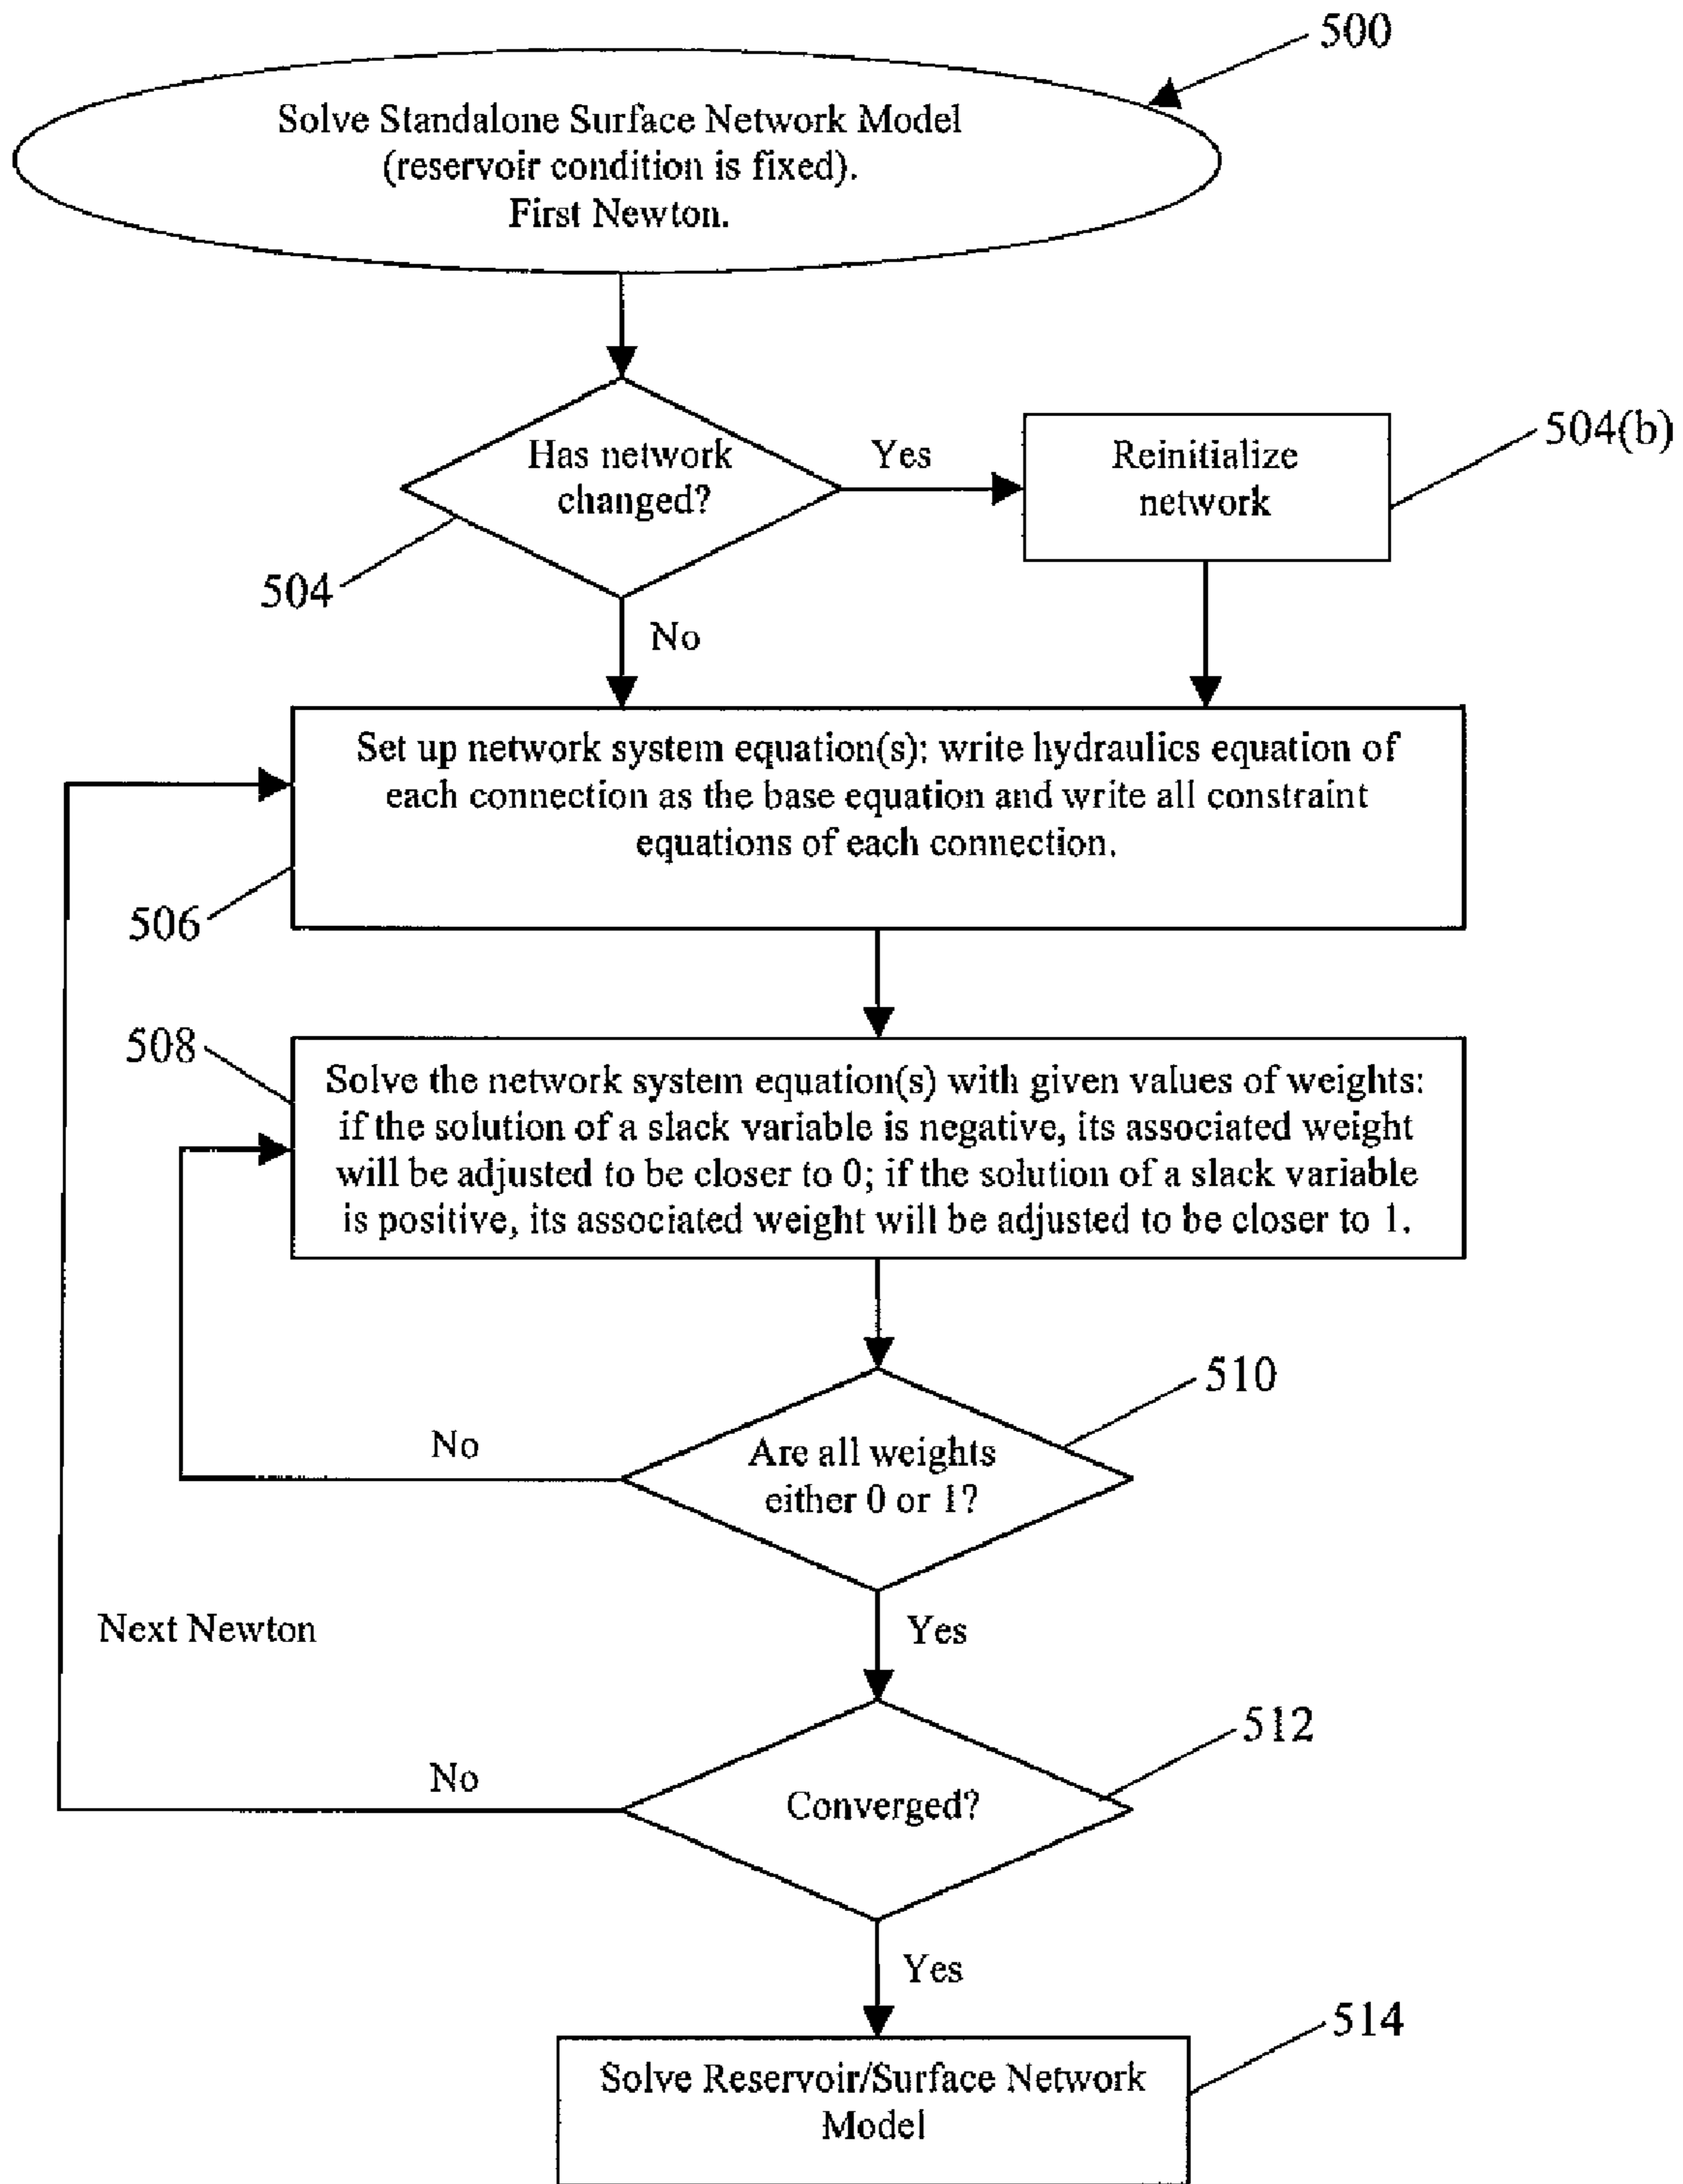 500
Solve Standalone Surface Network Model
(reservoir condition is fixed).
First Newton.
Has network
changed?
Yes
Reinitialize
network
504(b)
504
No
Set up network system equation(s): write hydraulics equation of
each connection as the base equation and write all constraint
equations of each connection.
506
508
Solve the network system equation(s) with given values of weights:
if the solution of a slack variable is negative, its associated weight
will be adjusted to be closer to 0; if the solution of a slack variable
is positive, its associated weight will be adjusted to be closer to 1.
510
No
Are all weights
either 0 or 1?
Next Newton
Yes
512
No
Converged?
Yes
514
Solve Reservoir/Surface Network
Model